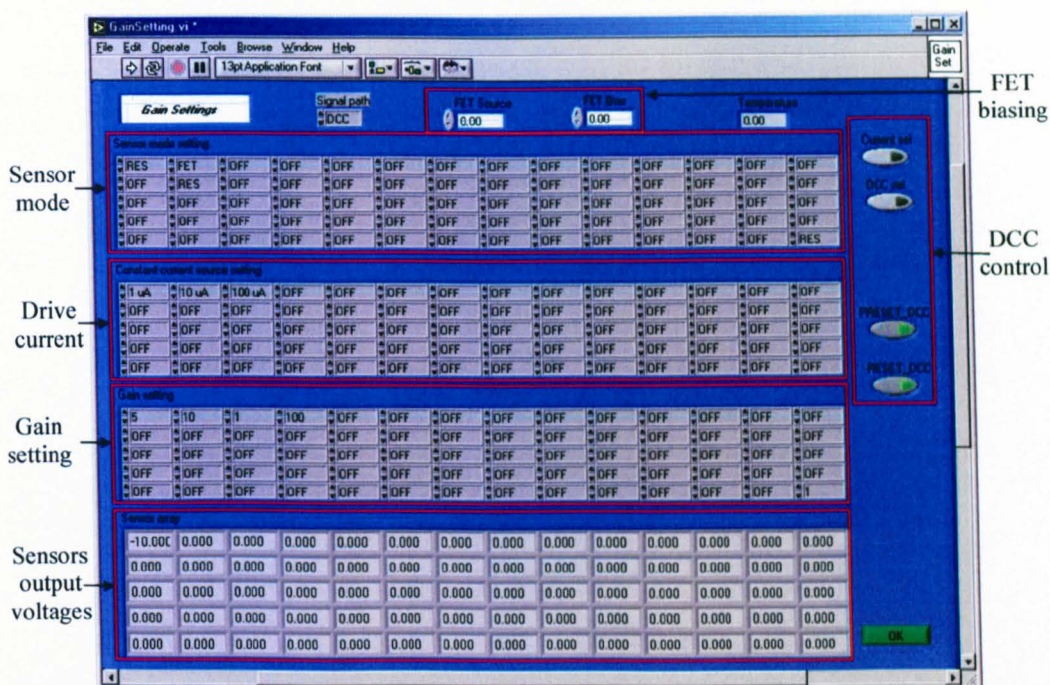 GainSetting.vi *
File Edit Operate Tools Browse Window Help
13pt Application Font
Gain
Set
FET
biasing
Gain Settings
Signal path
DCC
FET Source
0.00
FET Bias
0.00
Temperature
0.00
Sensor
mode
Sensor mode setting
RES FET OFF OFF OFF OFF OFF OFF OFF OFF OFF OFF OFF OFF
OFF RES OFF OFF OFF OFF OFF OFF OFF OFF OFF OFF OFF OFF
OFF OFF OFF OFF OFF OFF OFF OFF OFF OFF OFF OFF OFF OFF
OFF OFF OFF OFF OFF OFF OFF OFF OFF OFF OFF OFF OFF OFF
OFF OFF OFF OFF OFF OFF OFF OFF OFF OFF OFF OFF OFF RES
Current sel
DCC sel
DCC
control
Drive
current
Constant current source setting
1 uA 10 uA 100 uA OFF OFF OFF OFF OFF OFF OFF OFF OFF OFF OFF
OFF OFF OFF OFF OFF OFF OFF OFF OFF OFF OFF OFF OFF OFF
OFF OFF OFF OFF OFF OFF OFF OFF OFF OFF OFF OFF OFF OFF
OFF OFF OFF OFF OFF OFF OFF OFF OFF OFF OFF OFF OFF OFF
OFF OFF OFF OFF OFF OFF OFF OFF OFF OFF OFF OFF OFF OFF
PRESET_DCC
RESET_DCC
Gain
setting
Gain setting
5 10 1 100 OFF OFF OFF OFF OFF OFF OFF OFF OFF OFF
OFF OFF OFF OFF OFF OFF OFF OFF OFF OFF OFF OFF OFF OFF
OFF OFF OFF OFF OFF OFF OFF OFF OFF OFF OFF OFF OFF OFF
OFF OFF OFF OFF OFF OFF OFF OFF OFF OFF OFF OFF OFF OFF
OFF OFF OFF OFF OFF OFF OFF OFF OFF OFF OFF OFF OFF 1
Sensors
output
voltages
Sensor array
-10.000 0.000 0.000 0.000 0.000 0.000 0.000 0.000 0.000 0.000 0.000 0.000 0.000 0.000
0.000 0.000 0.000 0.000 0.000 0.000 0.000 0.000 0.000 0.000 0.000 0.000 0.000 0.000
0.000 0.000 0.000 0.000 0.000 0.000 0.000 0.000 0.000 0.000 0.000 0.000 0.000 0.000
0.000 0.000 0.000 0.000 0.000 0.000 0.000 0.000 0.000 0.000 0.000 0.000 0.000 0.000
0.000 0.000 0.000 0.000 0.000 0.000 0.000 0.000 0.000 0.000 0.000 0.000 0.000 0.000
OK